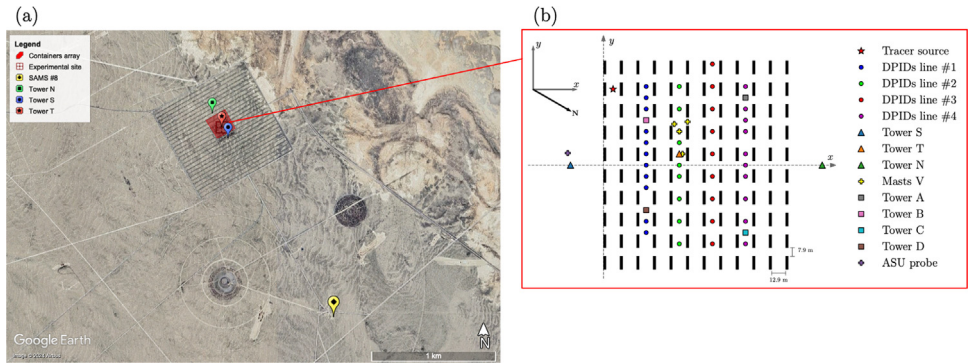 (a)
Legend
Containers array
Experimental site
SAMS #8
Tower N
Tower S
Tower T
Google Earth
N
1 km
(b)
y
x
N
y
x
Tracer source
DPIDs line #1
DPIDs line #2
DPIDs line #3
DPIDs line #4
Tower S
Tower T
Tower N
Masts V
Tower A
Tower B
Tower C
Tower D
ASU probe
7.9 m
12.9 m